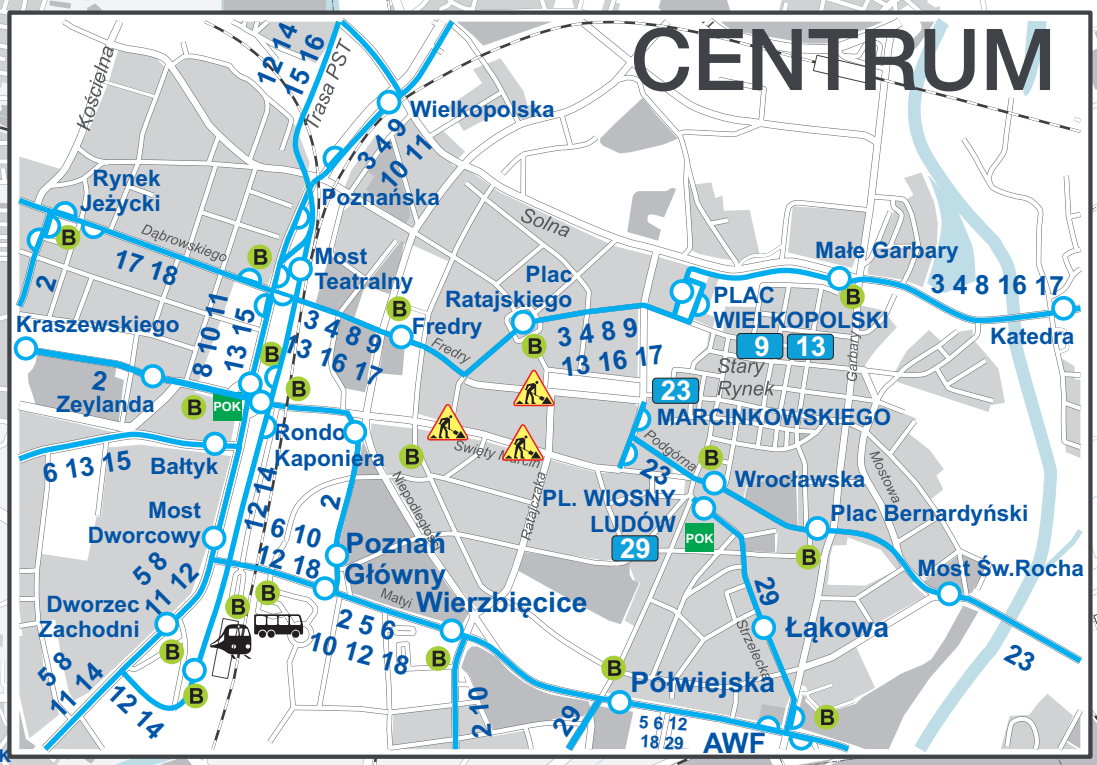 CENTRUM
Kościelna
12 14
15 16
Trasa PST
Wielkopolska
3 4 9
10 11
Rynek
Jeżycki
Poznańska
B
Dąbrowskiego
17 18
2
B
Most
Teatralny
Solna
Plac
Ratajskiego
Małe Garbary
3 4 8 16 17
B
Katedra
PLAC
WIELKOPOLSKI
9 13
Kraszewskiego
8 10 11
13 15
3 4 8 9
13 16 17
B
Fredry
Fredry
3 4 8 9
13 16 17
B
Garbary
Stary
Rynek
2
Zeylanda
B
POK
B
B
23
MARCINKOWSKIEGO
Rondo
Kaponiera
B
Święty Marcin
Podgórna
23
B
Wrocławska
Mostowa
6 13 15
Bałtyk
12 14
2
Niepodległości
Ratajczaka
PL. WIOSNY
LUDÓW
29
POK
Plac Bernardyński
B
Most
Dworcowy
6 10
12 18
Poznań
Główny
Most Św.Rocha
5 8
11 12
Matyi
Wierzbięcice
29
Strzelecka
Łąkowa
23
Dworzec
Zachodni
B
B
2 5 6
10 12 18
B
B
B
5 8
11 14
12 14
2 10
29
B
Półwiejska
5 6 12
18 29
AWF
B
K